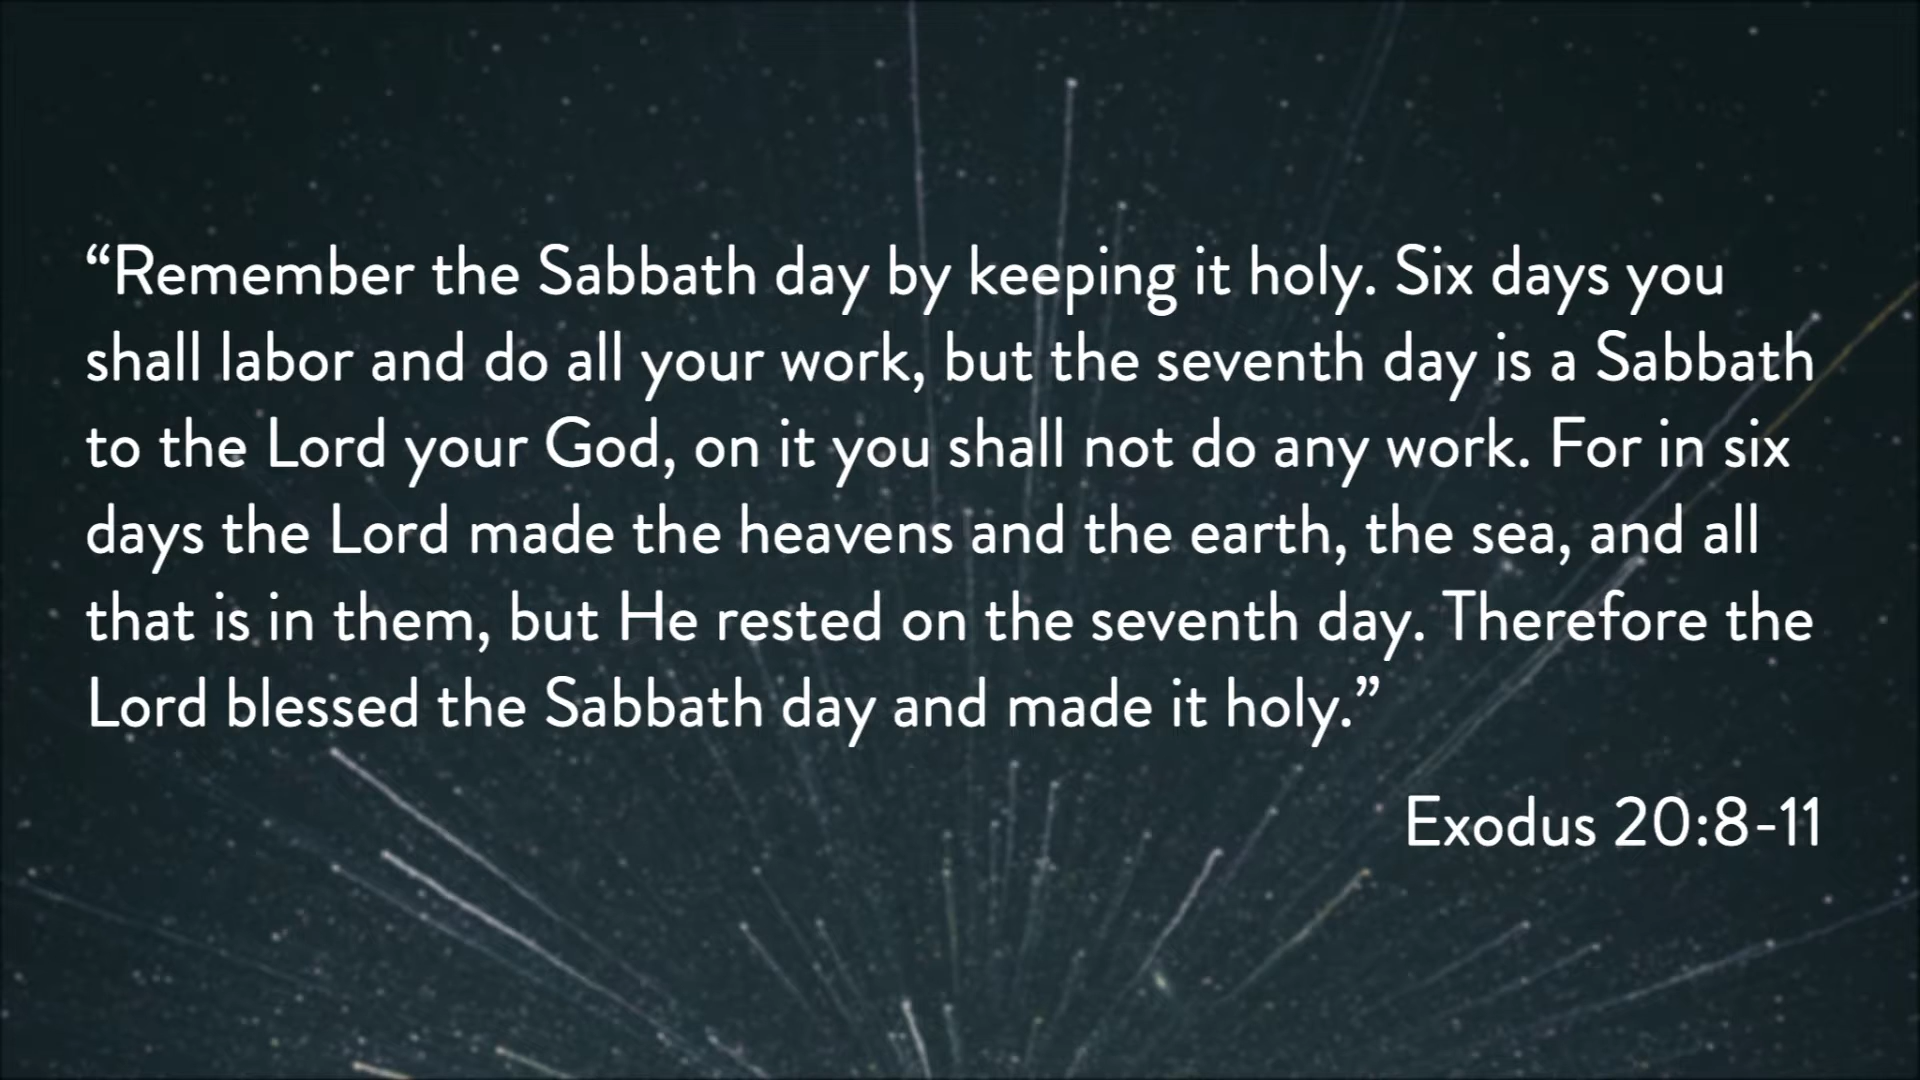 “Remember the Sabbath day by keeping it holy. Six days you
shall labor and do all your work, but the seventh day is a Sabbath
to the Lord your God, on it you shall not do any work. For in six
days the Lord made the heavens and the earth, the sea, and all
that is in them, but He rested on the seventh day. Therefore the
Lord blessed the Sabbath day and made it holy.”
Exodus 20:8-11